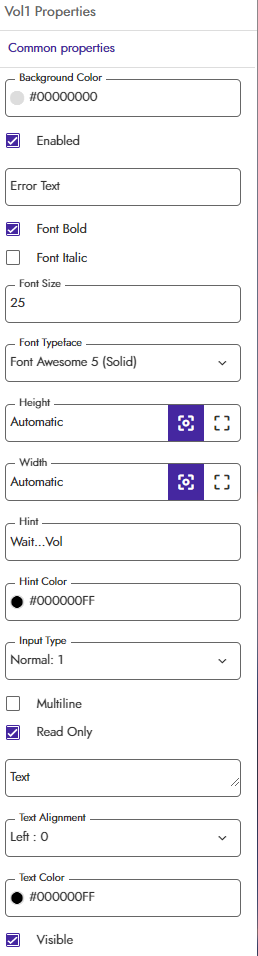 Vol1 Properties
Common properties
Background Color
#00000000
Enabled
Error Text
Font Bold
Font Italic
Font Size
25
Font Typeface
Font Awesome 5 (Solid)
Height
Automatic
Width
Automatic
Hint
Wait...Vol
Hint Color
#000000FF
Input Type
Normal: 1
Multiline
Read Only
Text
Text Alignment
Left : 0
Text Color
#000000FF
Visible